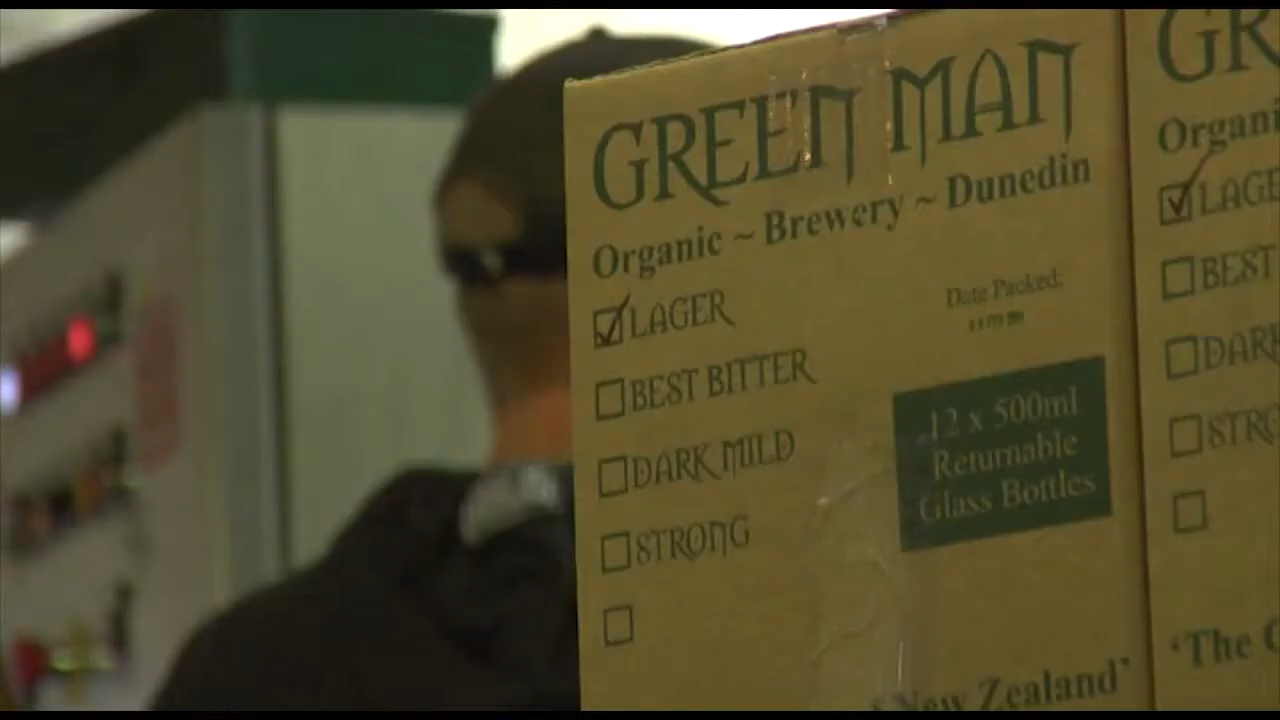 GREEN MAN
Organic ~ Brewery ~ Dunedin
LAGER
BEST BITTER
DARK MILD
STRONG
Date Packed:
12 x 500ml
Returnable
Glass Bottles
New Zealand'
GR
Organi
LAGE
BEST
DARK
STRO
'The